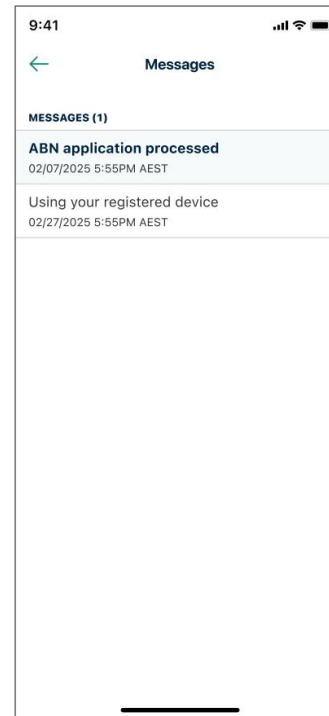 9:41
Messages
MESSAGES (1)
ABN application processed
02/07/2025 5:55PM AEST
Using your registered device
02/27/2025 5:55PM AEST